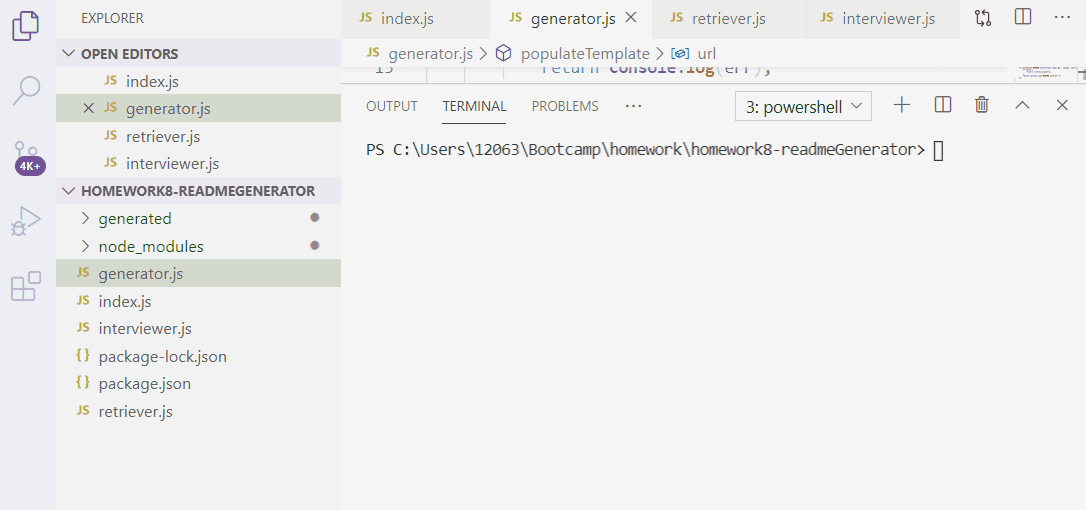 EXPLORER
OPEN EDITORS
JS index.js
JS generator.js
JS retriever.js
JS interviewer.js
4K+
HOMEWORK8-READMEGENERATOR
generated
node_modules
JS generator.js
JS index.js
JS interviewer.js
{} package-lock.json
{} package.json
JS retriever.js
JS index.js JS generator.js JS retriever.js JS interviewer.js
JS generator.js > populateTemplate > url
15 return console.log(err);
OUTPUT TERMINAL PROBLEMS 3: powershell
PS C:\Users\12063\Bootcamp\homework\homework8-readmeGenerator>